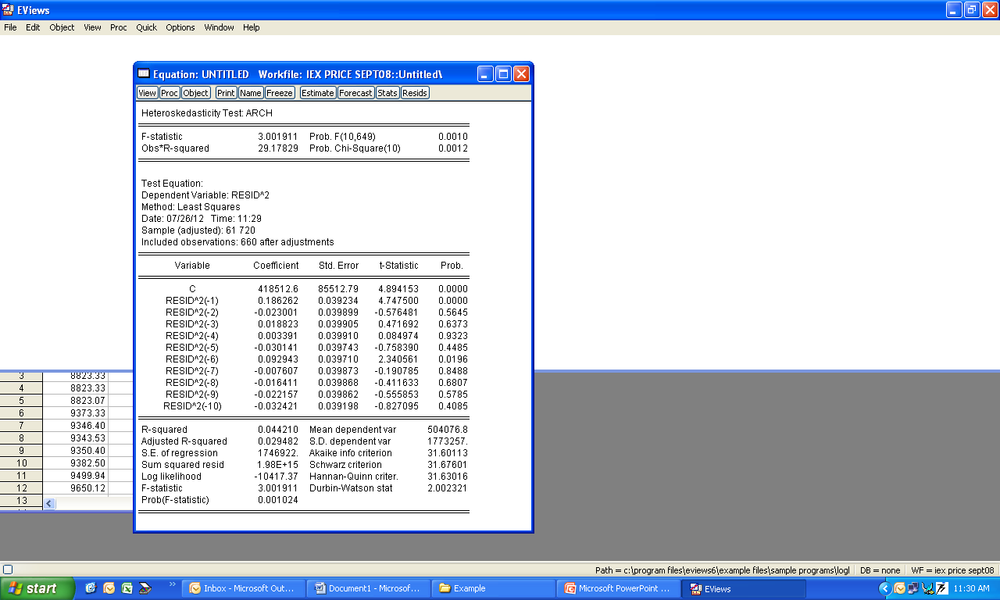 EViews
File Edit Object View Proc Quick Options Window Help
Equation: UNTITLED Workfile: IEX PRICE SEPT08::Untitled\
View Proc Object Print Name Freeze Estimate Forecast Stats Resids
Heteroskedasticity Test: ARCH
F-statistic 3.001911 Prob. F(10,649) 0.0010
Obs*R-squared 29.17829 Prob. Chi-Square(10) 0.0012
Test Equation:
Dependent Variable: RESID^2
Method: Least Squares
Date: 07/26/12 Time: 11:29
Sample (adjusted): 61 720
Included observations: 660 after adjustments
Variable Coefficient Std. Error t-Statistic Prob.
C 418512.6 85512.79 4.894153 0.0000
RESID^2(-1) 0.186262 0.039234 4.747500 0.0000
RESID^2(-2) -0.023001 0.039899 -0.576481 0.5645
RESID^2(-3) 0.018823 0.039905 0.471692 0.6373
RESID^2(-4) 0.003391 0.039910 0.084974 0.9323
RESID^2(-5) -0.030141 0.039743 -0.758390 0.4485
RESID^2(-6) 0.092943 0.039710 2.340561 0.0196
RESID^2(-7) -0.007607 0.039873 -0.190785 0.8488
RESID^2(-8) -0.016411 0.039868 -0.411633 0.6807
RESID^2(-9) -0.022157 0.039862 -0.555853 0.5785
RESID^2(-10) -0.032421 0.039198 -0.827095 0.4085
R-squared 0.044210 Mean dependent var 504076.8
Adjusted R-squared 0.029482 S.D. dependent var 1773257.
S.E. of regression 1746922. Akaike info criterion 31.60113
Sum squared resid 1.98E+15 Schwarz criterion 31.67601
Log likelihood -10417.37 Hannan-Quinn criter. 31.63016
F-statistic 3.001911 Durbin-Watson stat 2.002321
Prob(F-statistic) 0.001024
3 8823.33
4 8823.33
5 8823.07
6 9373.33
7 9346.40
8 9343.53
9 9350.40
10 9382.50
11 9499.94
12 9650.12
13
Path = c:\program files\eviews6\example files\sample programs\logl DB = none WF = iex price sept08
start Inbox - Microsoft Out... Document1 - Microsof... Example Microsoft PowerPoint ... EViews 11:30 AM